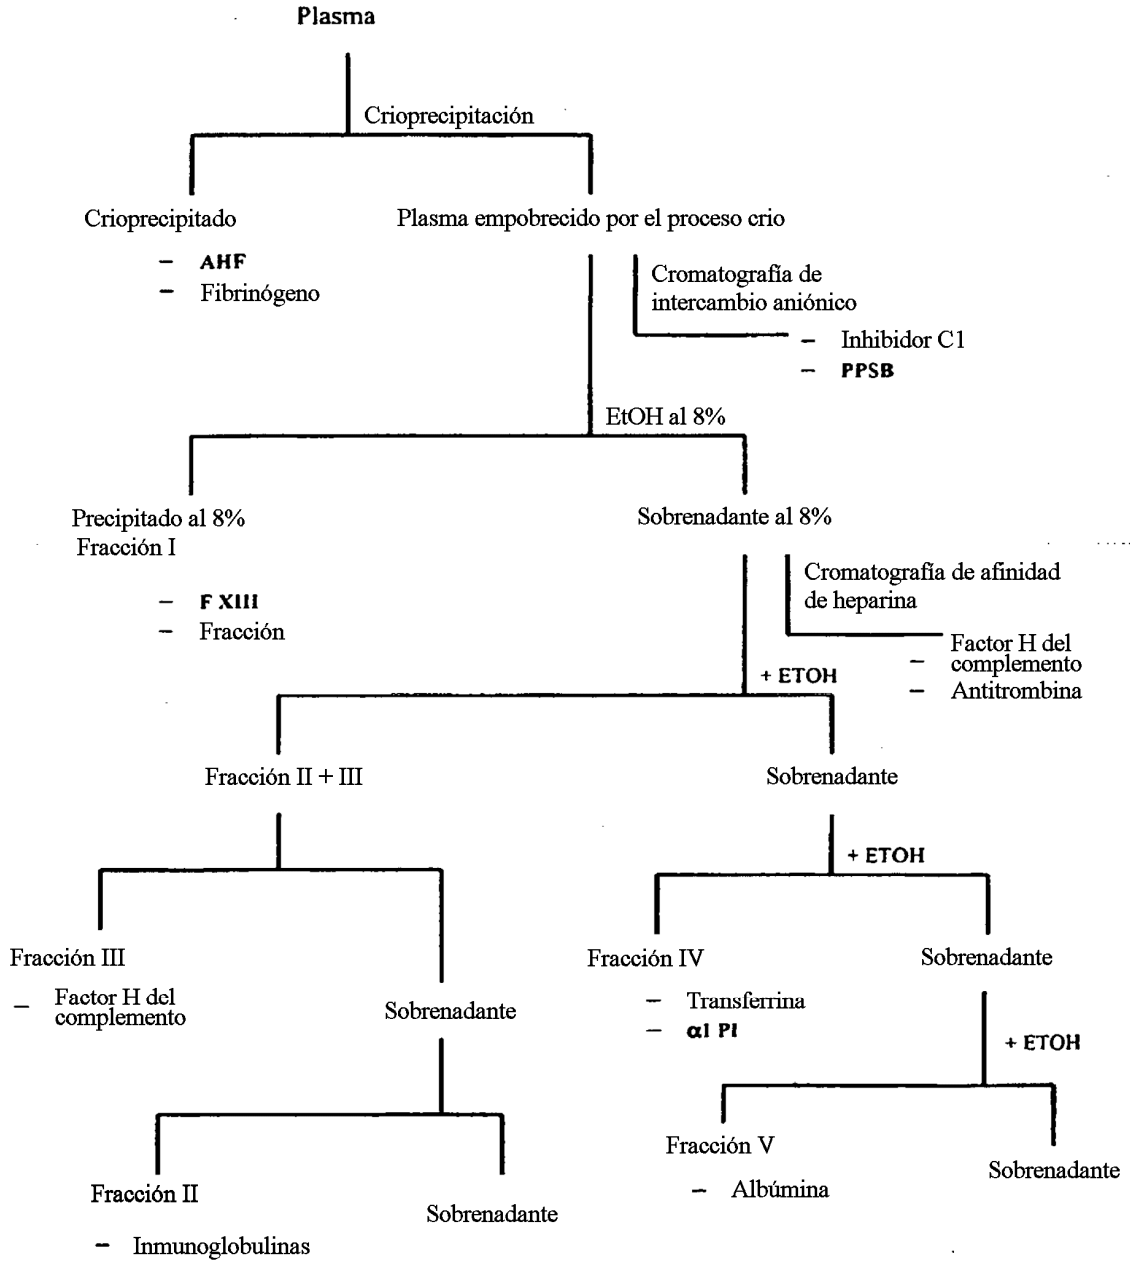 Plasma
Crioprecipitación
Crioprecipitado
Plasma empobrecido por el proceso crio
– AHF
– Fibrinógeno
Cromatografía de
intercambio aniónico
– Inhibidor C1
– PPSB
EtOH al 8%
Precipitado al 8%
Fracción I
Sobrenadante al 8%
– F XIII
– Fracción
Cromatografía de afinidad
de heparina
Factor H del
– complemento
– Antitrombina
+ ETOH
Fracción II + III
Sobrenadante
+ ETOH
Fracción III
– Factor H del
complemento
Sobrenadante
Fracción IV
– Transferrina
– α1 PI
Sobrenadante
+ ETOH
Fracción II
– Inmunoglobulinas
Sobrenadante
Fracción V
– Albúmina
Sobrenadante